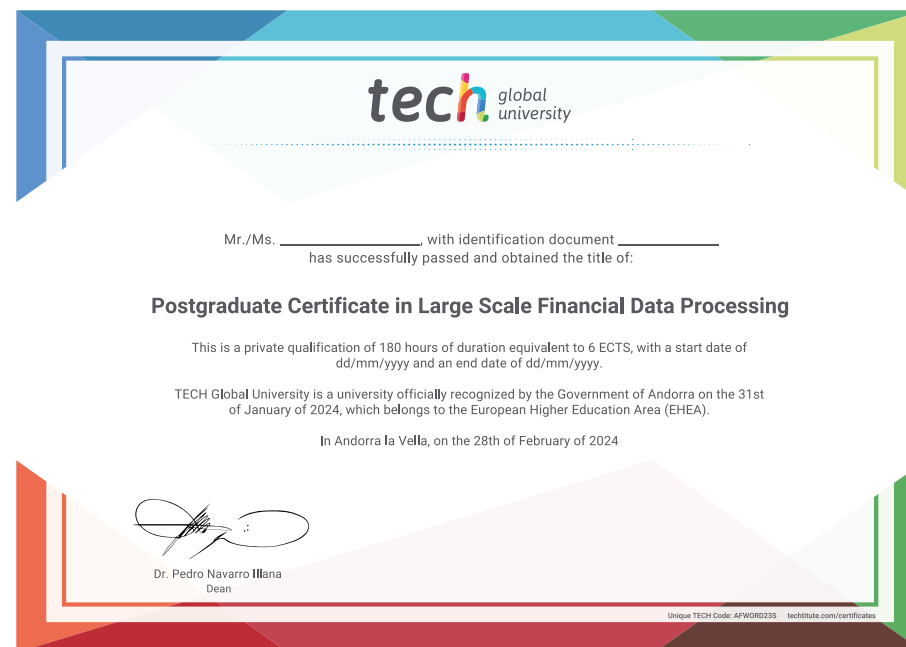 tech global university
Mr./Ms. ____________________, with identification document ______________
has successfully passed and obtained the title of:
Postgraduate Certificate in Large Scale Financial Data Processing
This is a private qualification of 180 hours of duration equivalent to 6 ECTS, with a start date of
dd/mm/yyyy and an end date of dd/mm/yyyy.
TECH Global University is a university officially recognized by the Government of Andorra on the 31st
of January of 2024, which belongs to the European Higher Education Area (EHEA).
In Andorra la Vella, on the 28th of February of 2024
Dr. Pedro Navarro Illana
Dean
Unique TECH Code: AFWORD23S techtitute.com/certificates